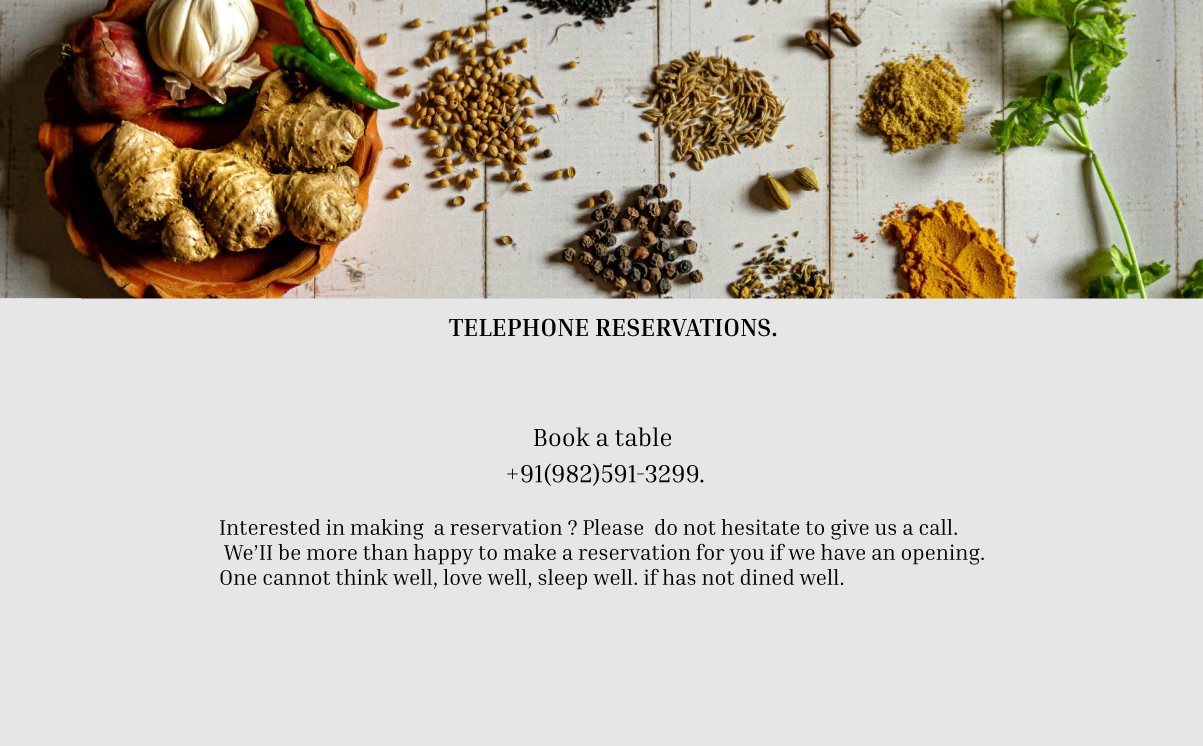 TELEPHONE RESERVATIONS.
Book a table
+91(982)591-3299.
Interested in making  a reservation ? Please  do not hesitate to give us a call.
We’II be more than happy to make a reservation for you if we have an opening.
One cannot think well, love well, sleep well. if has not dined well.